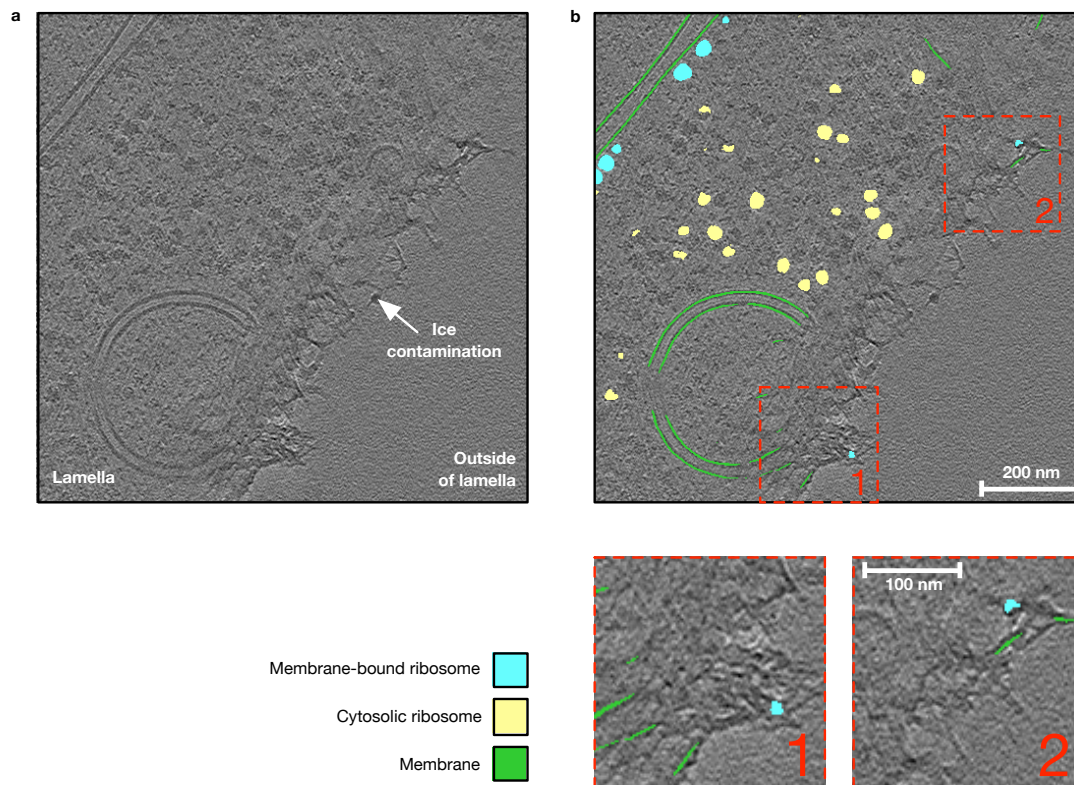 a
b
Ice
contamination
Lamella
Outside
of lamella
2
1
200 nm
100 nm
1
2
Membrane-bound ribosome
Cytosolic ribosome
Membrane